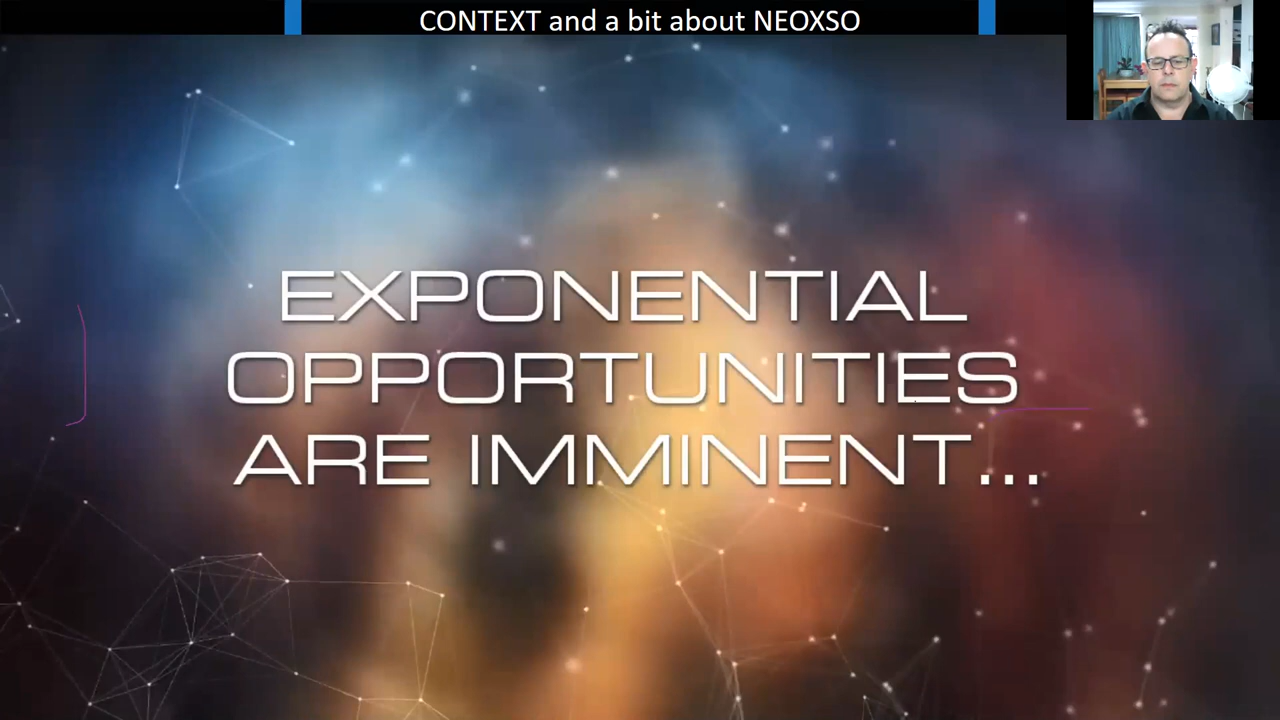 CONTEXT and a bit about NEOXSO
EXPONENTIAL
OPPORTUNITIES
ARE IMMINENT...